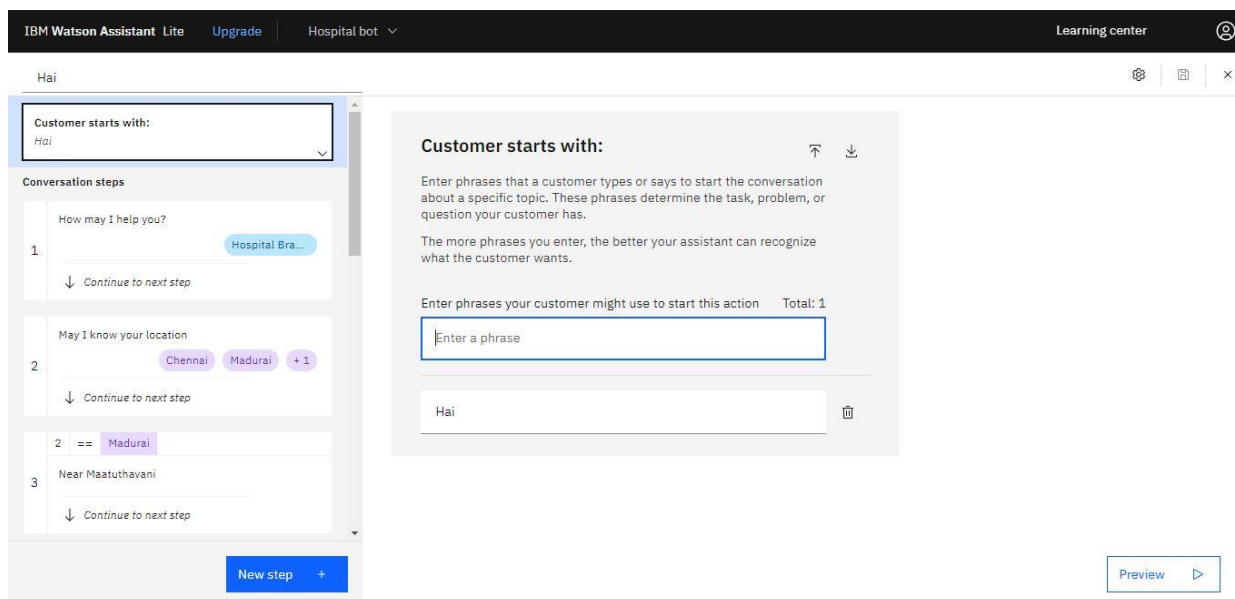 IBM Watson Assistant Lite Upgrade Hospital bot Learning center
Hai
Customer starts with:
Hai
Conversation steps
1
How may I help you?
Hospital Bra...
Continue to next step
2
May I know your location
Chennai Madurai + 1
Continue to next step
3
2 == Madurai
Near Maatuthavani
Continue to next step
New step +
Customer starts with:
Enter phrases that a customer types or says to start the conversation
about a specific topic. These phrases determine the task, problem, or
question your customer has.
The more phrases you enter, the better your assistant can recognize
what the customer wants.
Enter phrases your customer might use to start this action Total: 1
Enter a phrase
Hai
Preview